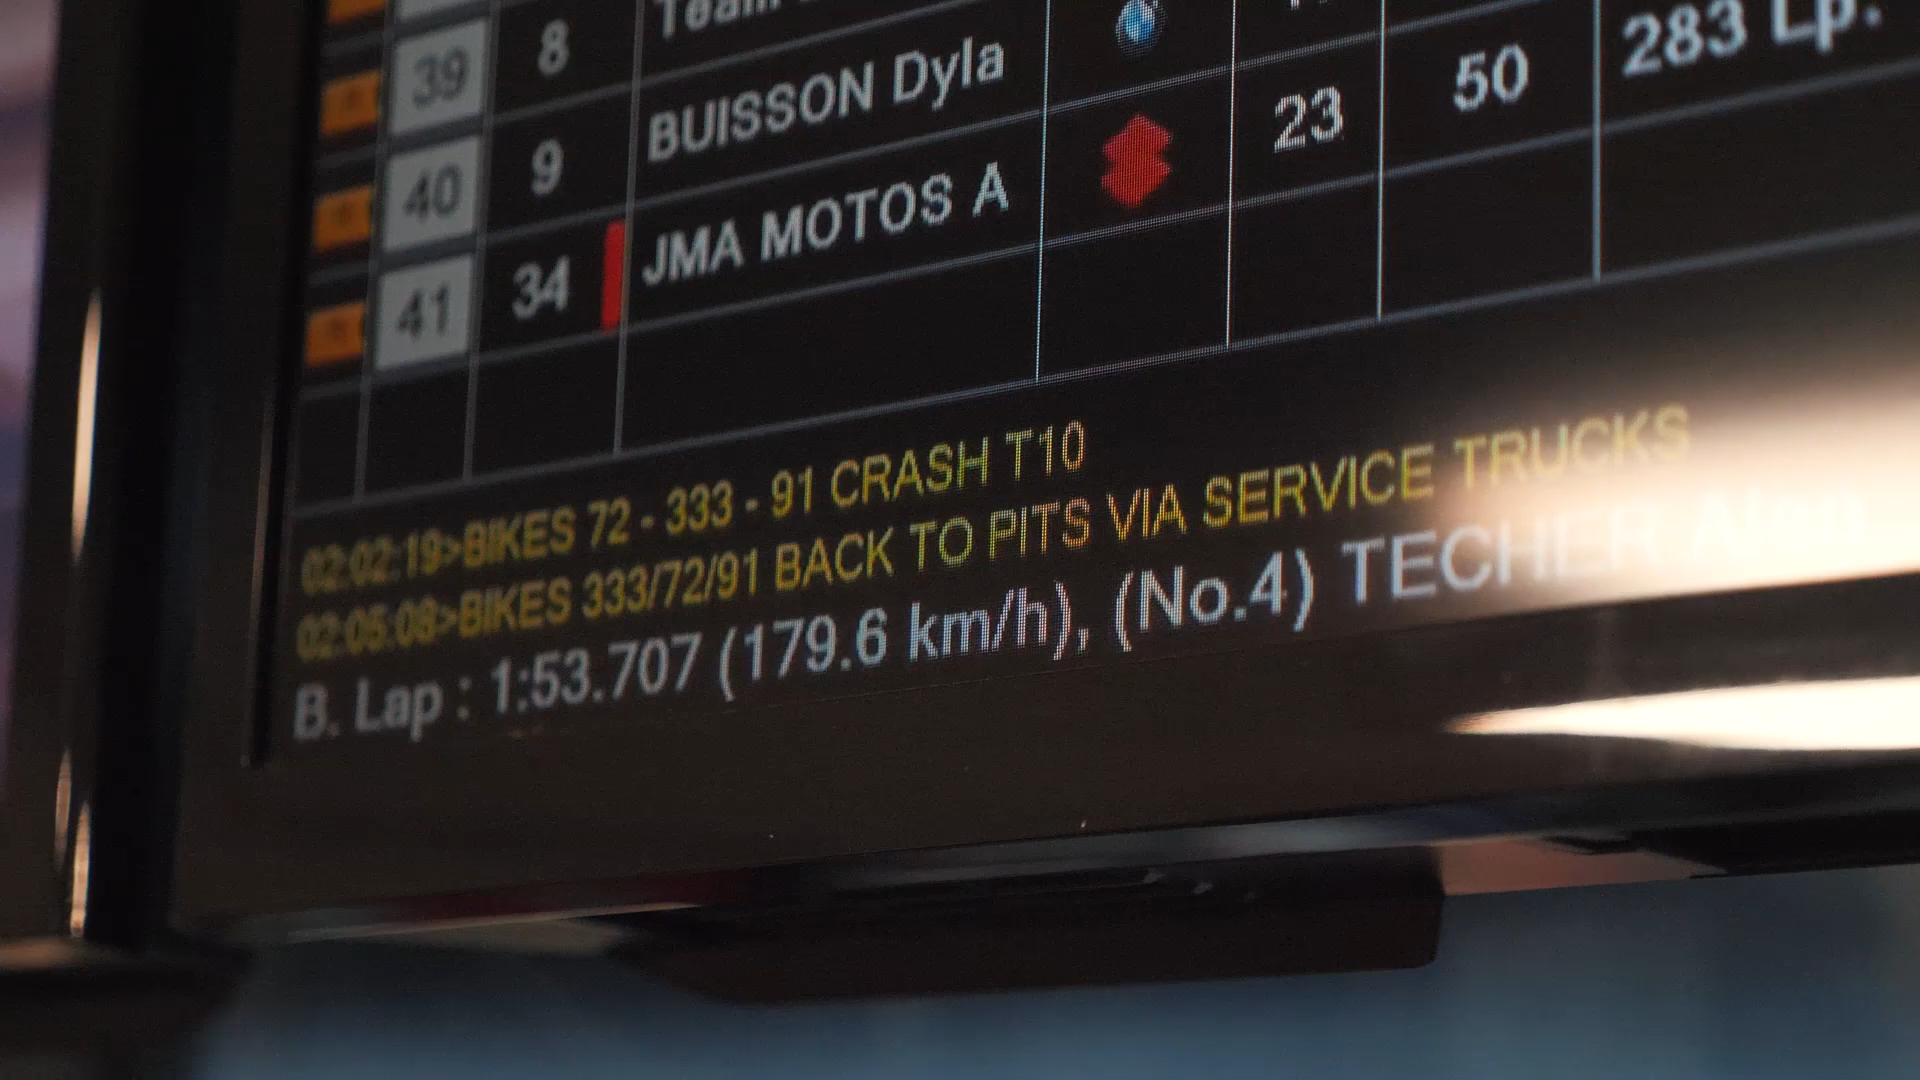 39 8 Team
40 9 BUISSON Dyla 23 50 283 Lp.
41 34 JMA MOTOS A
02:02:19>BIKES 72 - 333 - 91 CRASH T10
02:05:08>BIKES 333/72/91 BACK TO PITS VIA SERVICE TRUCKS
B. Lap : 1:53.707 (179.6 km/h), (No.4) TECHER